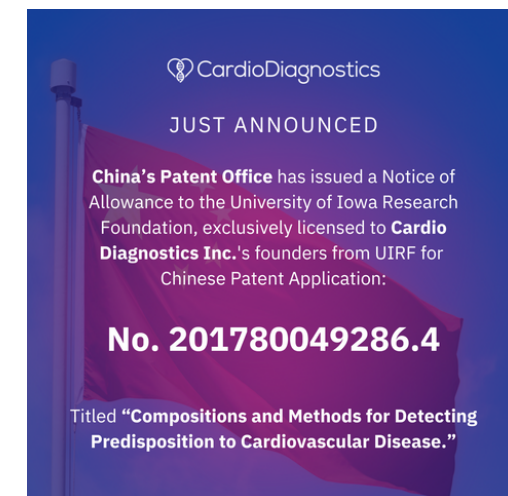 CardioDiagnostics
JUST ANNOUNCED
China's Patent Office has issued a Notice of
Allowance to the University of Iowa Research
Foundation, exclusively licensed to Cardio
Diagnostics Inc.'s founders from UIRF for
Chinese Patent Application:
No. 201780049286.4
Titled “Compositions and Methods for Detecting
Predisposition to Cardiovascular Disease.”